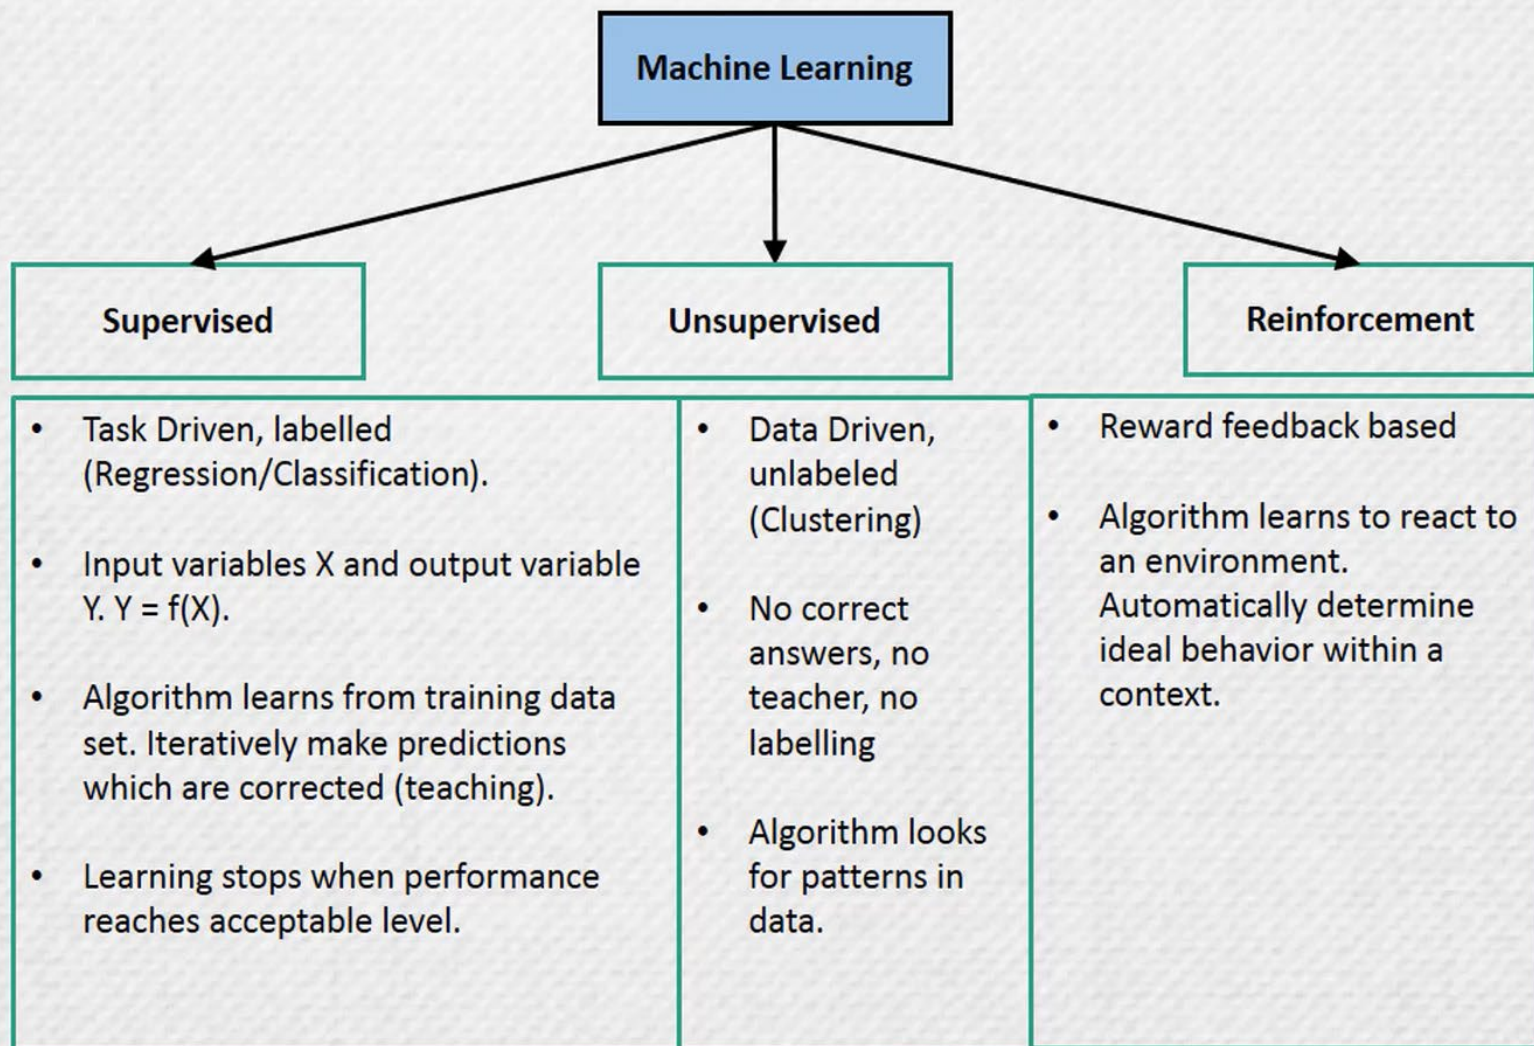 Machine Learning
Supervised
Unsupervised
Reinforcement
• Task Driven, labelled
(Regression/Classification).
• Input variables X and output variable
Y. Y = f(X).
• Algorithm learns from training data
set. Iteratively make predictions
which are corrected (teaching).
• Learning stops when performance
reaches acceptable level.
• Data Driven,
unlabeled
(Clustering)
• No correct
answers, no
teacher, no
labelling
• Algorithm looks
for patterns in
data.
• Reward feedback based
• Algorithm learns to react to
an environment.
Automatically determine
ideal behavior within a
context.